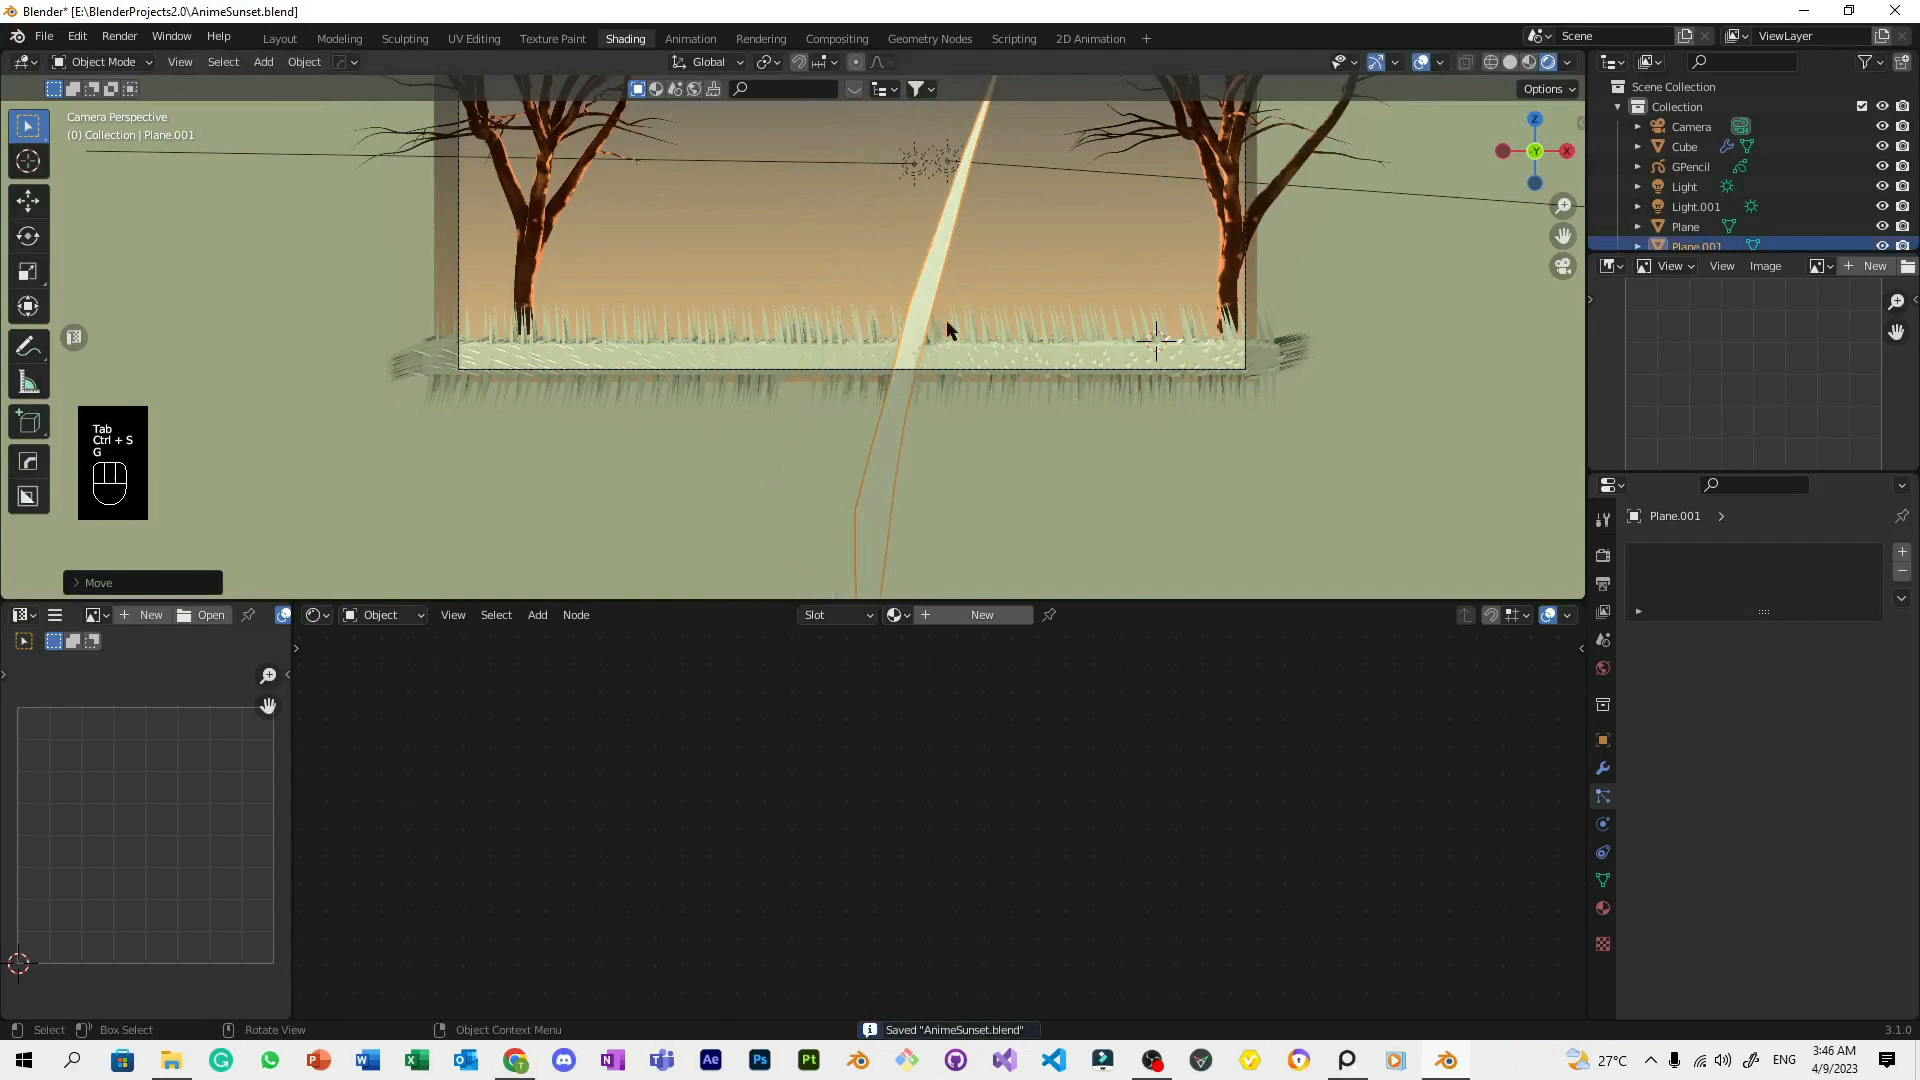 Blender* [E:\BlenderProjects2.0\AnimeSunset.blend]
File Edit Render Window Help Layout Modeling Sculpting UV Editing Texture Paint Shading Animation Rendering Compositing Geometry Nodes Scripting 2D Animation + Scene ViewLayer
Object Mode View Select Add Object Global
Options
Camera Perspective
(0) Collection | Plane.001
Z
X
-Y
Scene Collection
Collection
Camera
Cube
GPencil
Light
Light.001
Plane
Plane.001
View View Image + New
Tab
Ctrl + S
G
Move
Plane.001
+ New Open
Object View Select Add Node Slot + New
Select Box Select Rotate View Object Context Menu Saved "AnimeSunset.blend" 3.1.0
27°C ENG 3:46 AM
4/9/2023